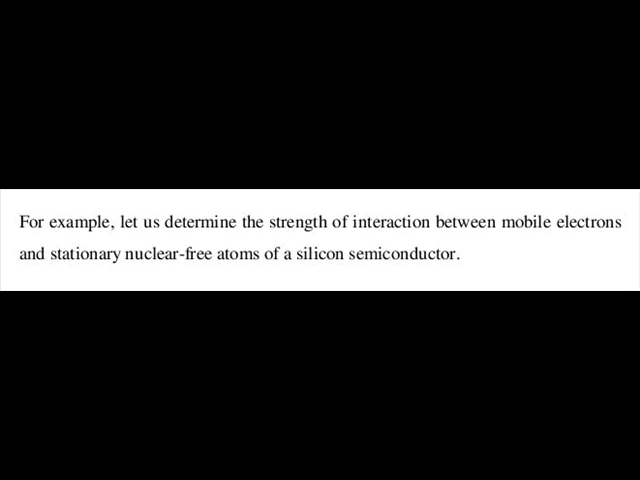 For example, let us determine the strength of interaction between mobile electrons
and stationary nuclear-free atoms of a silicon semiconductor.